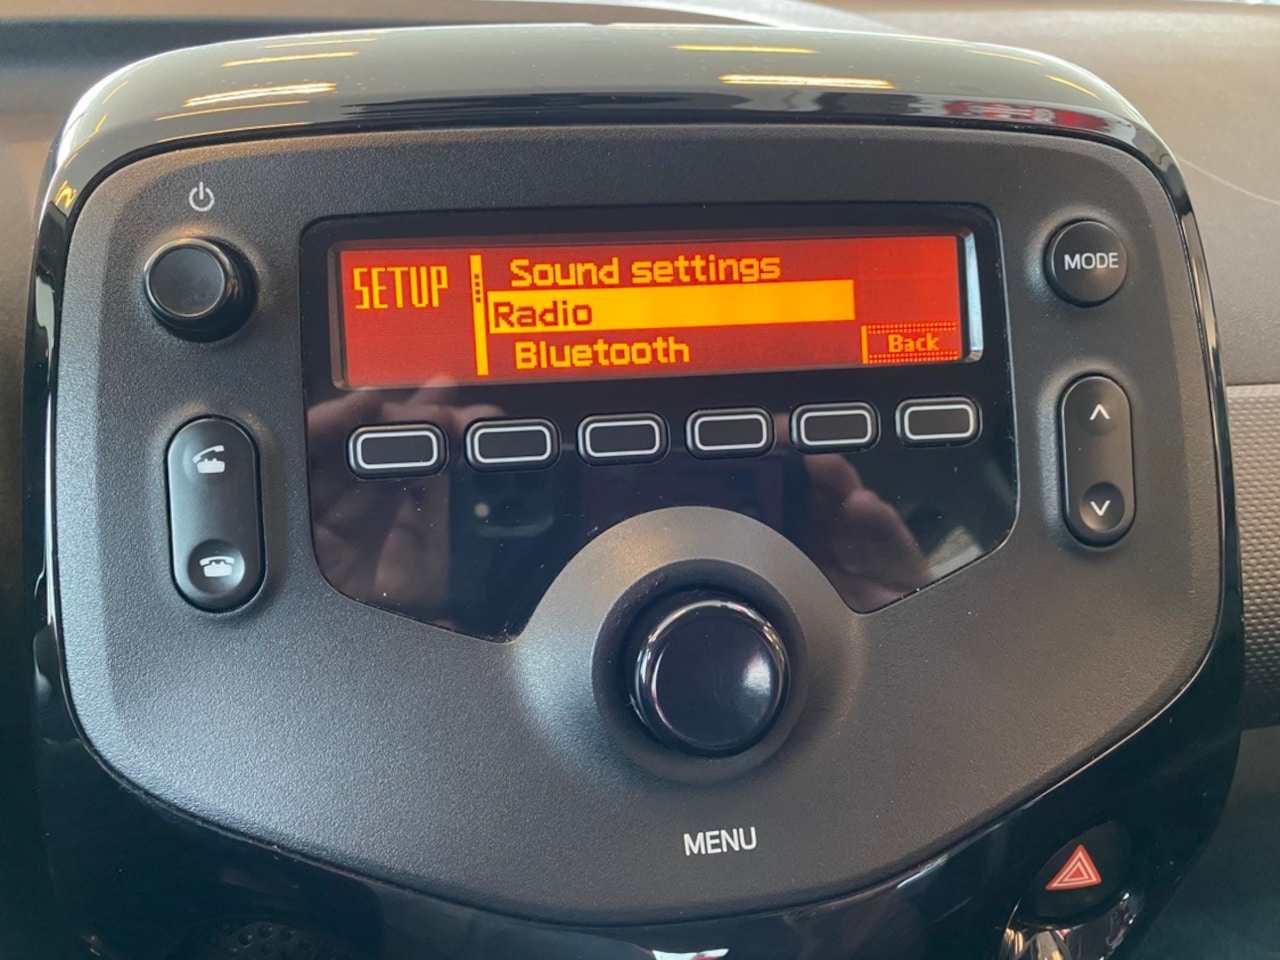 SETUP
Sound settings
Radio
Bluetooth
Back
MODE
MENU